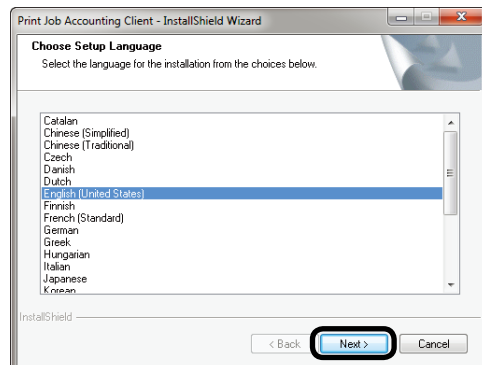 Print Job Accounting Client - InstallShield Wizard
Choose Setup Language
Select the language for the installation from the choices below.
Catalan
Chinese (Simplified)
Chinese (Traditional)
Czech
Danish
Dutch
English (United States)
Finnish
French (Standard)
German
Greek
Hungarian
Italian
Japanese
Korean
InstallShield
< Back
Next >
Cancel